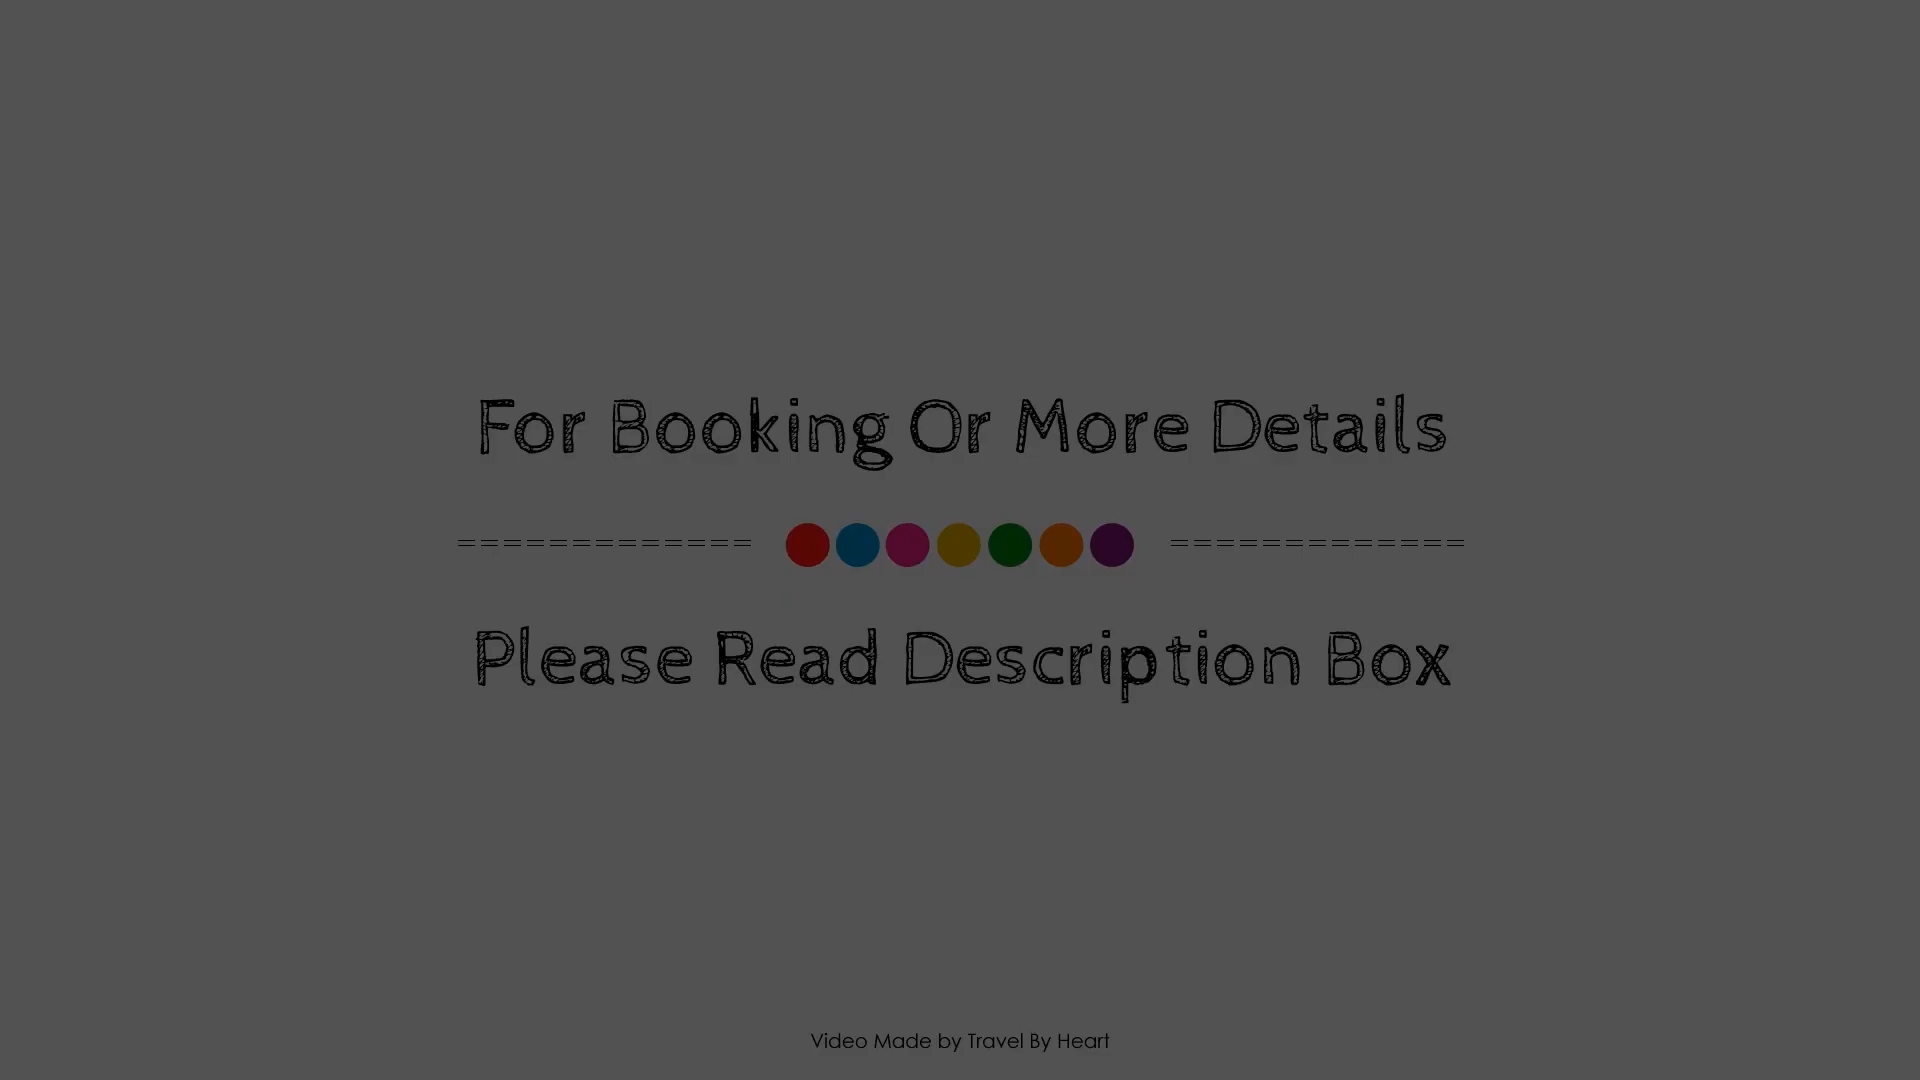 For Booking Or More Details
============= =============
Please Read Description Box
Video Made by Travel By Heart